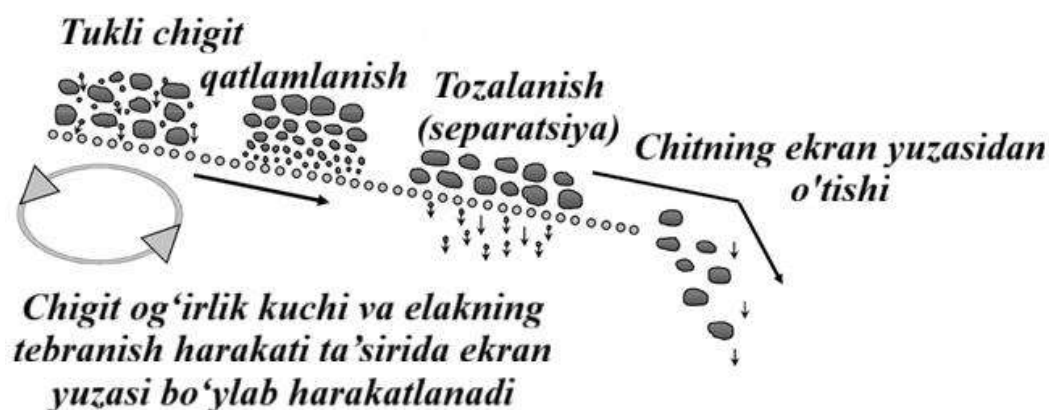 Tukli chigit
qatlamlanish
Tozalanish
(separatsiya)
Chitning ekran yuzasidan
o'tishi
Chigit og‘irlik kuchi va elakning
tebranish harakati ta’sirida ekran
yuzasi bo‘ylab harakatlanadi